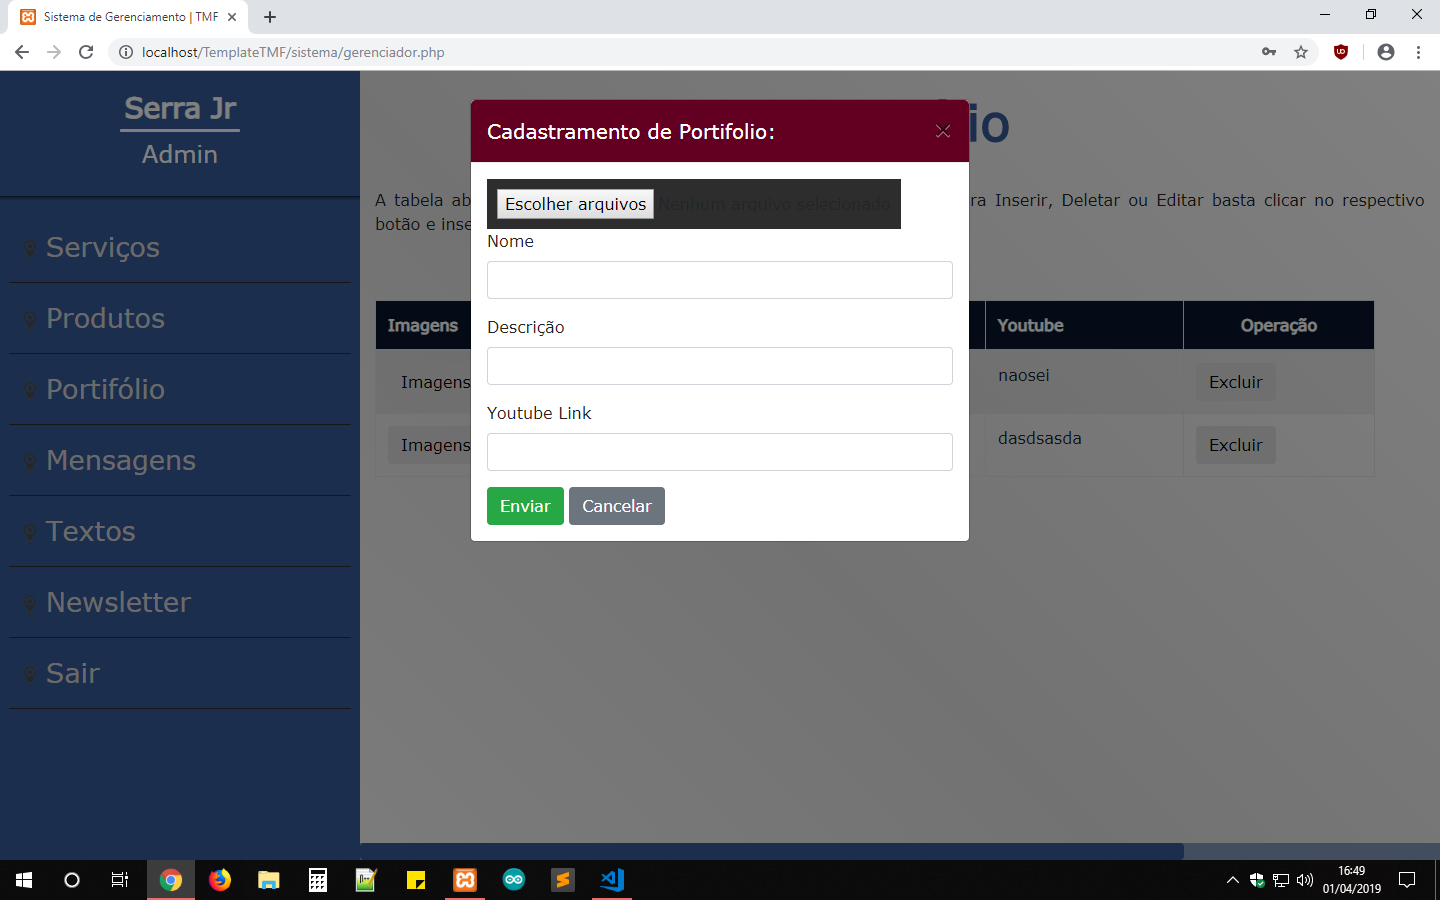 Sistema de Gerenciamento | TMF
localhost/TemplateTMF/sistema/gerenciador.php
Serra Jr
Admin
Serviços
Produtos
Portifólio
Mensagens
Textos
Newsletter
Sair
io
A tabela ab
ra Inserir, Deletar ou Editar basta clicar no respectivo
botão e inse
Imagens
Youtube
Operação
Imagens
naosei
Excluir
Imagens
dasdsasda
Excluir
Cadastramento de Portifolio:
×
Escolher arquivos
Nenhum arquivo selecionado
Nome
Descrição
Youtube Link
Enviar
Cancelar
16:49
01/04/2019